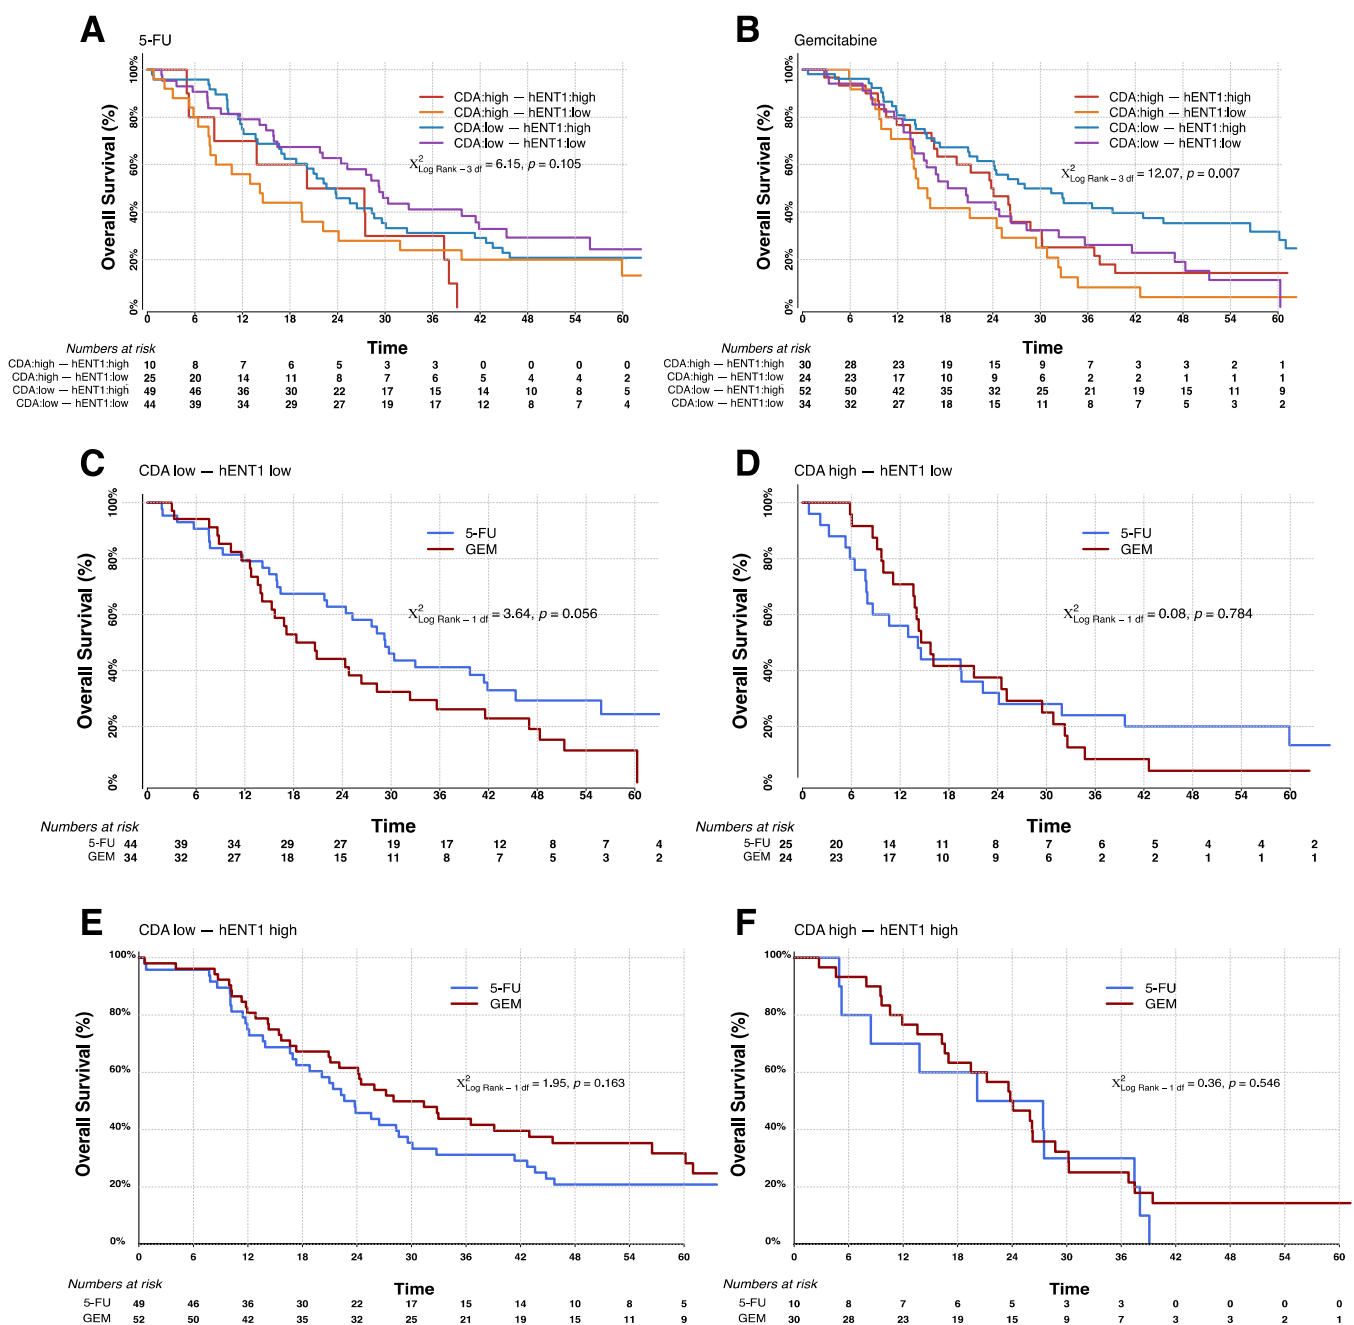 A
5-FU
Overall Survival (%)
100%
80%
60%
40%
20%
0%
CDA:high — hENT1:high
CDA:high — hENT1:low
CDA:low — hENT1:high
CDA:low — hENT1:low
X² Log Rank – 3 df = 6.15, p = 0.105
0 6 12 18 24 30 36 42 48 54 60
Numbers at risk
Time
CDA:high — hENT1:high 10 8 7 6 5 3 3 0 0 0 0
CDA:high — hENT1:low 25 20 14 11 8 7 6 5 4 4 2
CDA:low — hENT1:high 49 46 36 30 22 17 15 14 10 8 5
CDA:low — hENT1:low 44 39 34 29 27 19 17 12 8 7 4
B
Gemcitabine
Overall Survival (%)
100%
80%
60%
40%
20%
0%
CDA:high — hENT1:high
CDA:high — hENT1:low
CDA:low — hENT1:high
CDA:low — hENT1:low
X² Log Rank – 3 df = 12.07, p = 0.007
0 6 12 18 24 30 36 42 48 54 60
Numbers at risk
Time
CDA:high — hENT1:high 30 28 23 19 15 9 7 3 3 2 1
CDA:high — hENT1:low 24 23 17 10 9 6 2 2 1 1 1
CDA:low — hENT1:high 52 50 42 35 32 25 21 19 15 11 9
CDA:low — hENT1:low 34 32 27 18 15 11 8 7 5 3 2
C
CDA low — hENT1 low
Overall Survival (%)
100%
80%
60%
40%
20%
0%
5-FU
GEM
X² Log Rank – 1 df = 3.64, p = 0.056
0 6 12 18 24 30 36 42 48 54 60
Numbers at risk
Time
5-FU 44 39 34 29 27 19 17 12 8 7 4
GEM 34 32 27 18 15 11 8 7 5 3 2
D
CDA high — hENT1 low
Overall Survival (%)
100%
80%
60%
40%
20%
0%
5-FU
GEM
X² Log Rank – 1 df = 0.08, p = 0.784
0 6 12 18 24 30 36 42 48 54 60
Numbers at risk
Time
5-FU 25 20 14 11 8 7 6 5 4 4 2
GEM 24 23 17 10 9 6 2 2 1 1 1
E
CDA low — hENT1 high
Overall Survival (%)
100%
80%
60%
40%
20%
0%
5-FU
GEM
X² Log Rank – 1 df = 1.95, p = 0.163
0 6 12 18 24 30 36 42 48 54 60
Numbers at risk
Time
5-FU 49 46 36 30 22 17 15 14 10 8 5
GEM 52 50 42 35 32 25 21 19 15 11 9
F
CDA high — hENT1 high
Overall Survival (%)
100%
80%
60%
40%
20%
0%
5-FU
GEM
X² Log Rank – 1 df = 0.36, p = 0.546
0 6 12 18 24 30 36 42 48 54 60
Numbers at risk
Time
5-FU 10 8 7 6 5 3 3 0 0 0 0
GEM 30 28 23 19 15 9 7 3 3 2 1